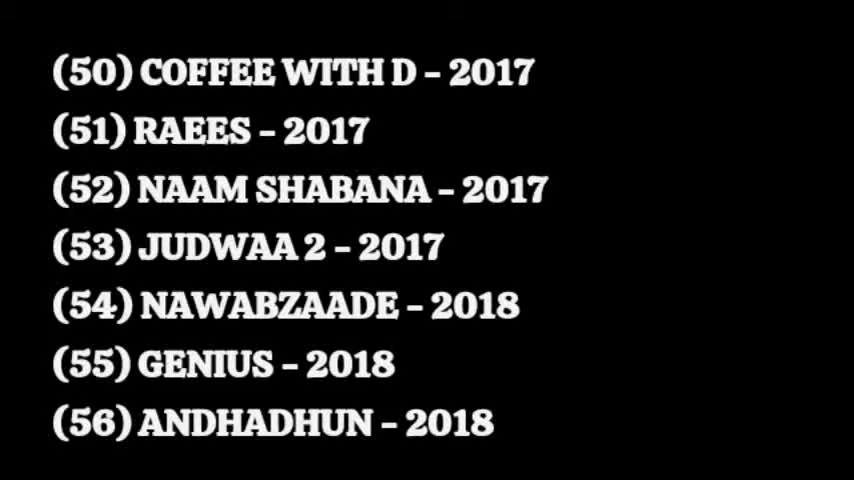 (50) COFFEE WITH D - 2017
(51) RAEES - 2017
(52) NAAM SHABANA - 2017
(53) JUDWAA 2 - 2017
(54) NAWABZAADE - 2018
(55) GENIUS - 2018
(56) ANDHADHUN - 2018